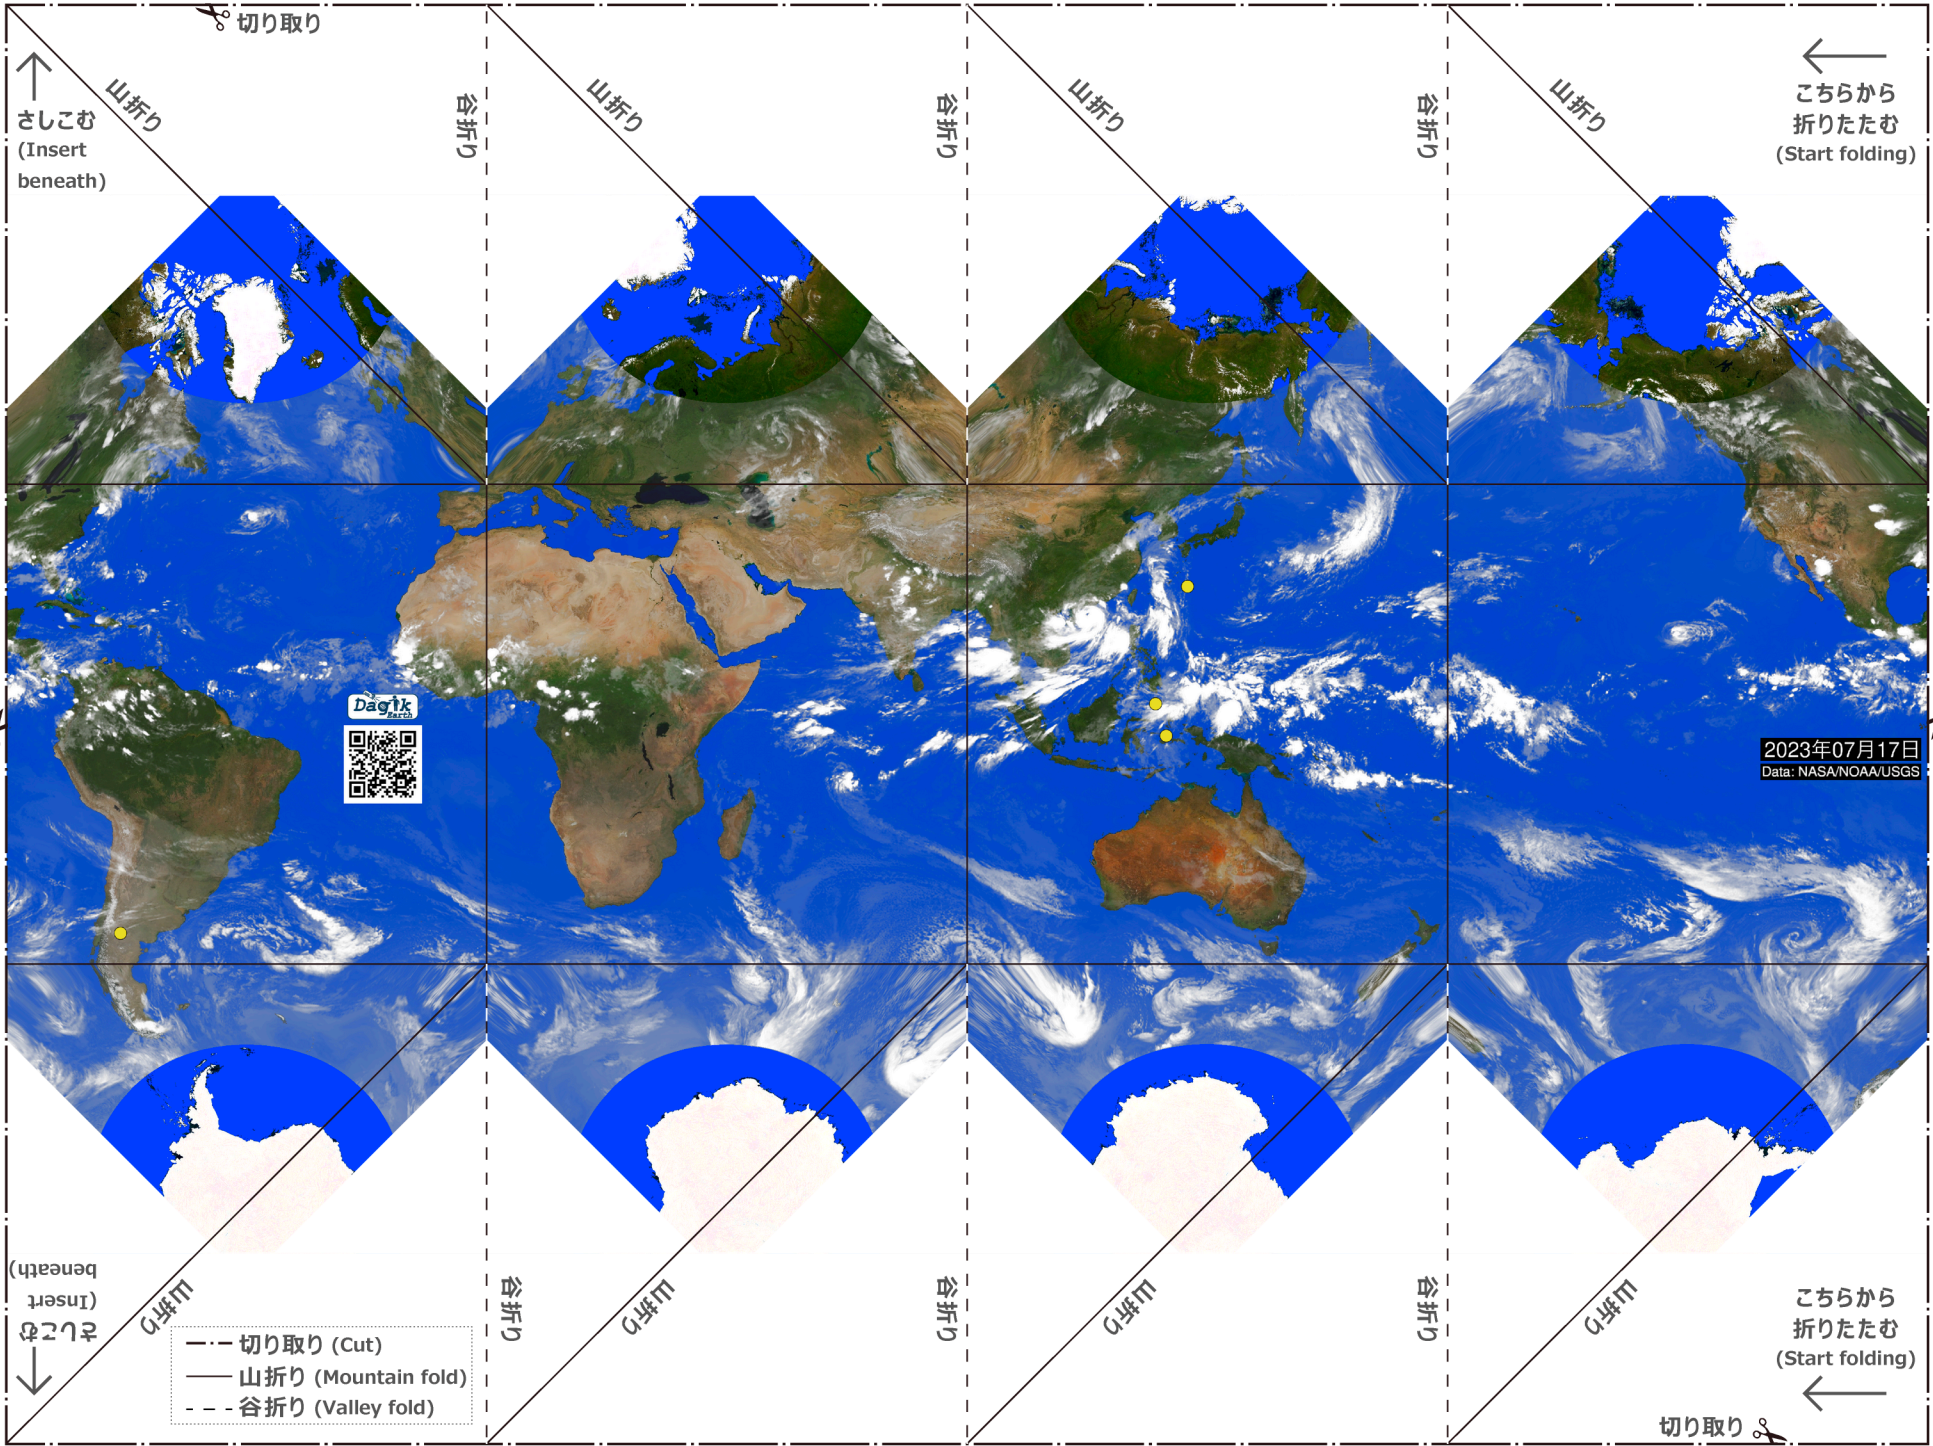 切り取り
山折り
谷折り
山折り
谷折り
山折り
谷折り
山折り
さしこむ
(Insert
beneath)
こちらから
折りたたむ
(Start folding)
Dagik
Earth
2023年07月17日
Data: NASA/NOAA/USGS
さしこむ
(Insert
beneath)
山折り
谷折り
山折り
谷折り
山折り
谷折り
山折り
こちらから
折りたたむ
(Start folding)
切り取り (Cut)
山折り (Mountain fold)
谷折り (Valley fold)
切り取り